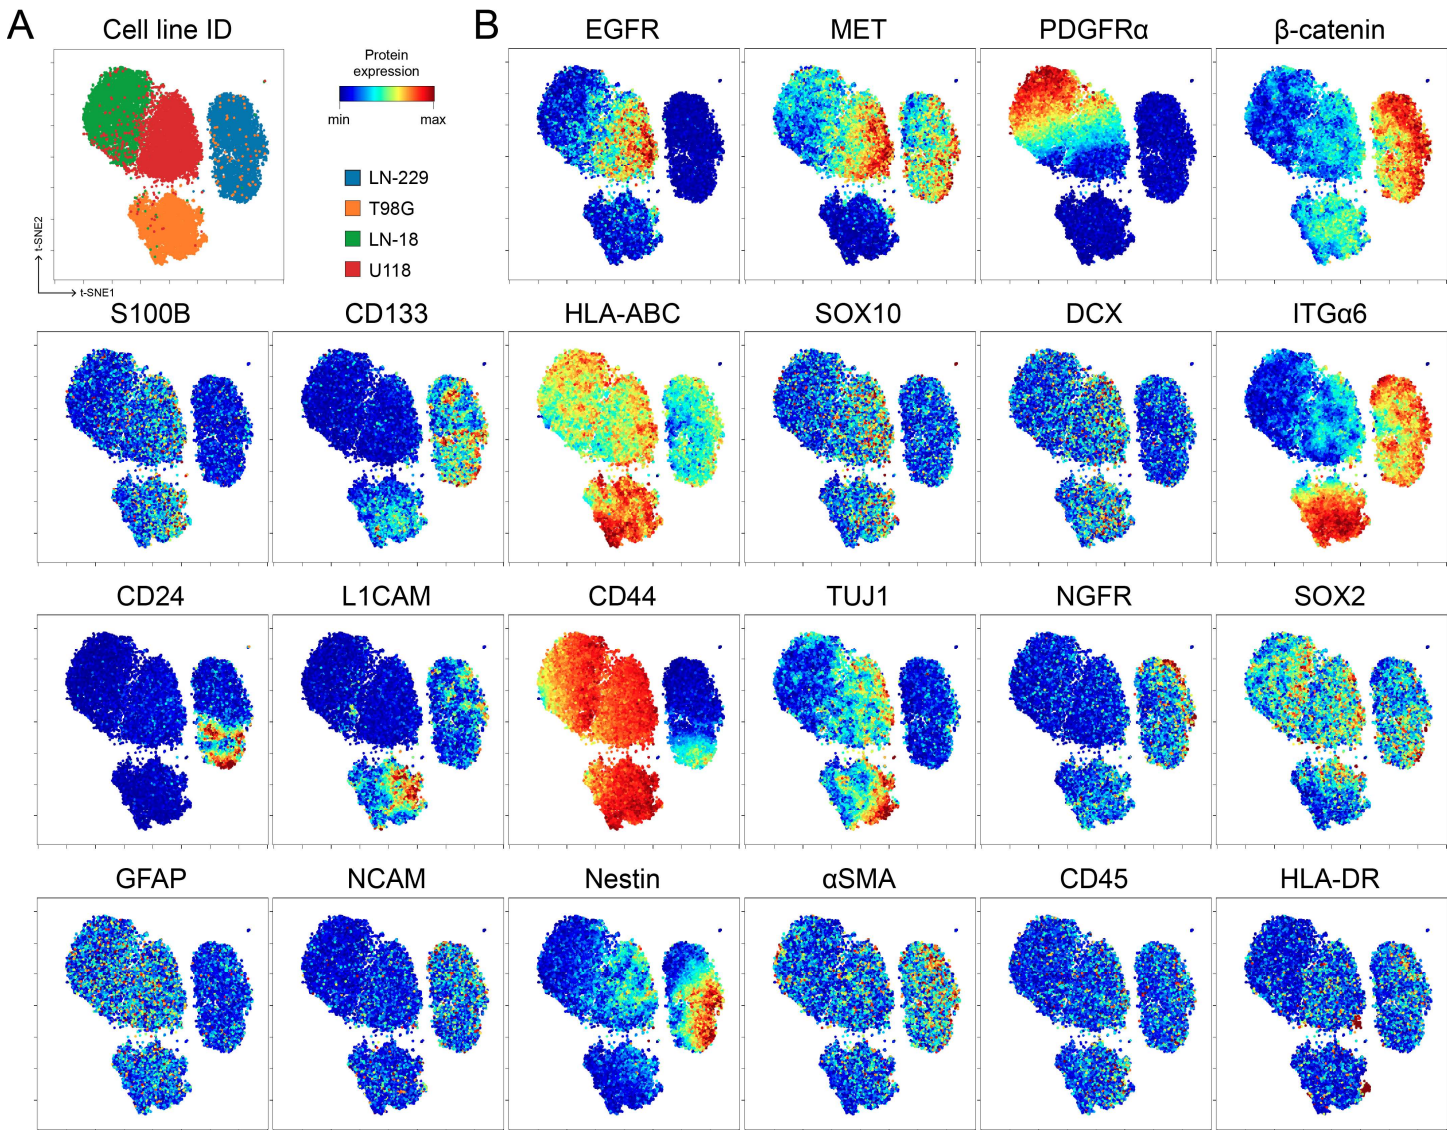 A
Cell line ID
Protein
expression
min
max
LN-229
T98G
LN-18
U118
t-SNE2
t-SNE1
B
EGFR
MET
PDGFRα
β-catenin
S100B
CD133
HLA-ABC
SOX10
DCX
ITGα6
CD24
L1CAM
CD44
TUJ1
NGFR
SOX2
GFAP
NCAM
Nestin
αSMA
CD45
HLA-DR